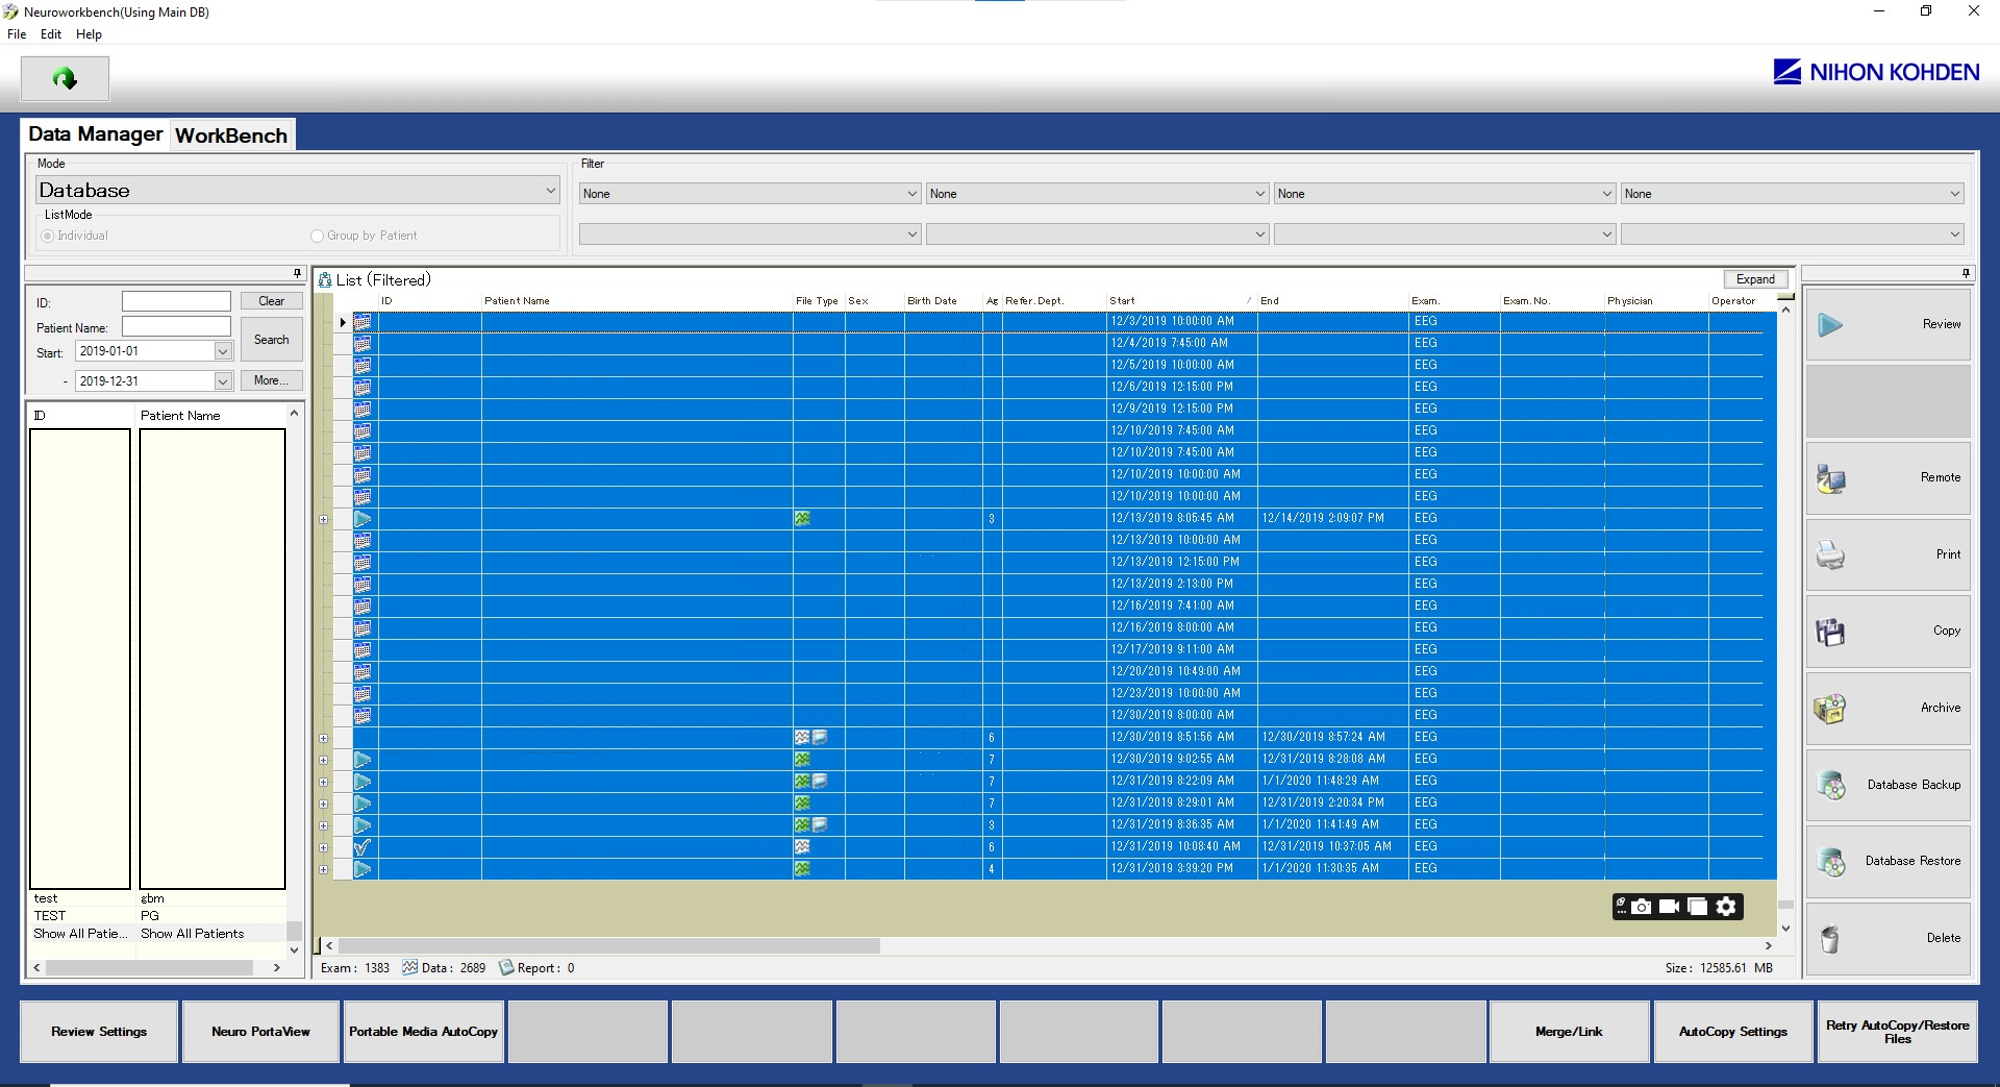 Neuroworkbench(Using Main DB)
File Edit Help
NIHON KOHDEN
Data Manager WorkBench
Mode
Database
ListMode
Individual Group by Patient
Filter
None None None None
ID:
Clear
Patient Name:
Search
Start: 2019-01-01
- 2019-12-31
More...
ID Patient Name
test gbm
TEST PG
Show All Patie... Show All Patients
List (Filtered)
Expand
ID Patient Name File Type Sex Birth Date Ag Refer. Dept. Start / End Exam. Exam. No. Physician Operator
12/3/2019 10:00:00 AM EEG
12/4/2019 7:45:00 AM EEG
12/5/2019 10:00:00 AM EEG
12/6/2019 12:15:00 PM EEG
12/9/2019 12:15:00 PM EEG
12/10/2019 7:45:00 AM EEG
12/10/2019 7:45:00 AM EEG
12/10/2019 10:00:00 AM EEG
12/10/2019 10:00:00 AM EEG
3 12/13/2019 8:05:45 AM 12/14/2019 2:09:07 PM EEG
12/13/2019 10:00:00 AM EEG
12/13/2019 12:15:00 PM EEG
12/13/2019 2:13:00 PM EEG
12/16/2019 7:41:00 AM EEG
12/16/2019 8:00:00 AM EEG
12/17/2019 9:11:00 AM EEG
12/20/2019 10:49:00 AM EEG
12/23/2019 10:00:00 AM EEG
12/30/2019 8:00:00 AM EEG
6 12/30/2019 8:51:56 AM 12/30/2019 8:57:24 AM EEG
7 12/30/2019 9:02:55 AM 12/31/2019 8:28:08 AM EEG
7 12/31/2019 8:22:09 AM 1/1/2020 11:48:29 AM EEG
7 12/31/2019 8:29:01 AM 12/31/2019 2:20:34 PM EEG
3 12/31/2019 8:36:35 AM 1/1/2020 11:41:49 AM EEG
6 12/31/2019 10:08:40 AM 12/31/2019 10:37:05 AM EEG
4 12/31/2019 3:39:20 PM 1/1/2020 11:30:35 AM EEG
Exam : 1383 Data : 2689 Report : 0
Size : 12585.61 MB
Review
Remote
Print
Copy
Archive
Database Backup
Database Restore
Delete
Review Settings
Neuro PortaView
Portable Media AutoCopy
Merge/Link
AutoCopy Settings
Retry AutoCopy/Restore
Files